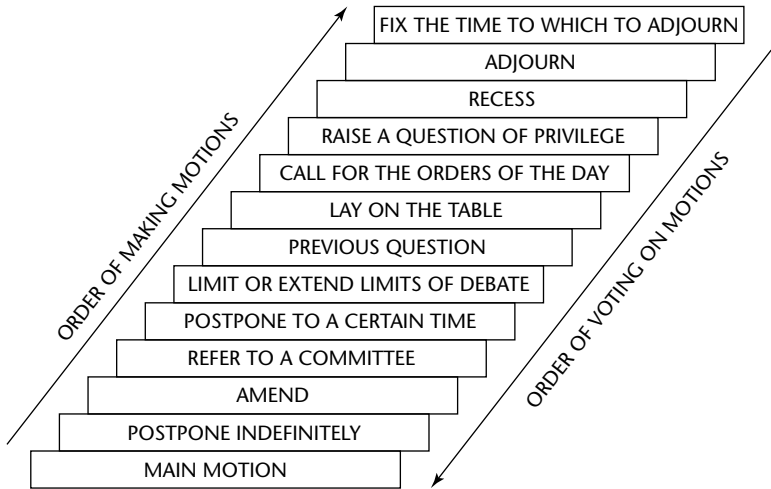 FIX THE TIME TO WHICH TO ADJOURN
ADJOURN
RECESS
RAISE A QUESTION OF PRIVILEGE
CALL FOR THE ORDERS OF THE DAY
LAY ON THE TABLE
PREVIOUS QUESTION
LIMIT OR EXTEND LIMITS OF DEBATE
POSTPONE TO A CERTAIN TIME
REFER TO A COMMITTEE
AMEND
POSTPONE INDEFINITELY
MAIN MOTION
ORDER OF MAKING MOTIONS
ORDER OF VOTING ON MOTIONS